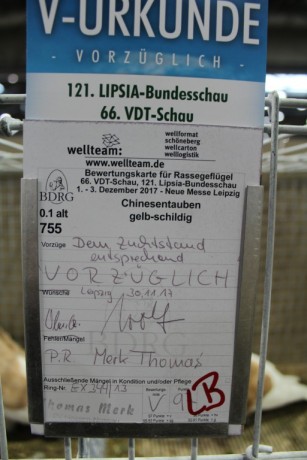 V-URKUNDE
- VORZÜGLICH -
121. LIPSIA-Bundesschau
66. VDT-Schau
wellteam:
wellformat
schöneberg
wellcarton
welllogistik
www.wellteam.de
BDRG
Bewertungskarte für Rassegeflügel
66. VDT-Schau, 121. Lipsia-Bundesschau
1. - 3. Dezember 2017 - Neue Messe Leipzig
0.1 alt
Chinesentauben
755
gelb-schildig
Vorzüge
Dem Zuchtstand
entsprechend
VORZÜGLICH
Wünsche
Leipzig 30.11.17
Wolf
BDRG
Fehler/Mängel
P.R Merk Thomas
Ausschließende Mängel in Kondition und/oder Pflege
Ring-Nr.
V 97
LB
Thomas Merk